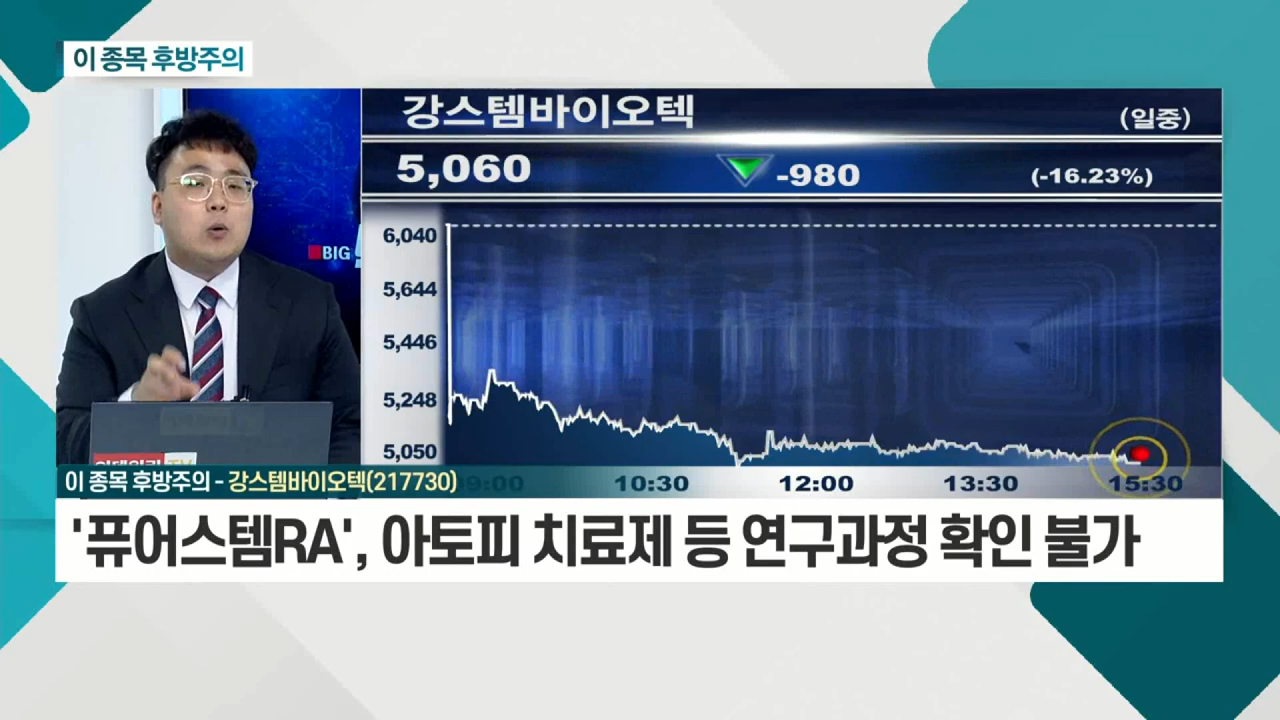 이 종목 후방주의
강스템바이오텍
(일중)
5,060
-980
(-16.23%)
6,040
5,644
5,446
5,248
5,050
BIG
09:00
10:30
12:00
13:30
15:30
이 종목 후방주의 - 강스템바이오텍(217730)
'퓨어스템RA', 아토피 치료제 등 연구과정 확인 불가